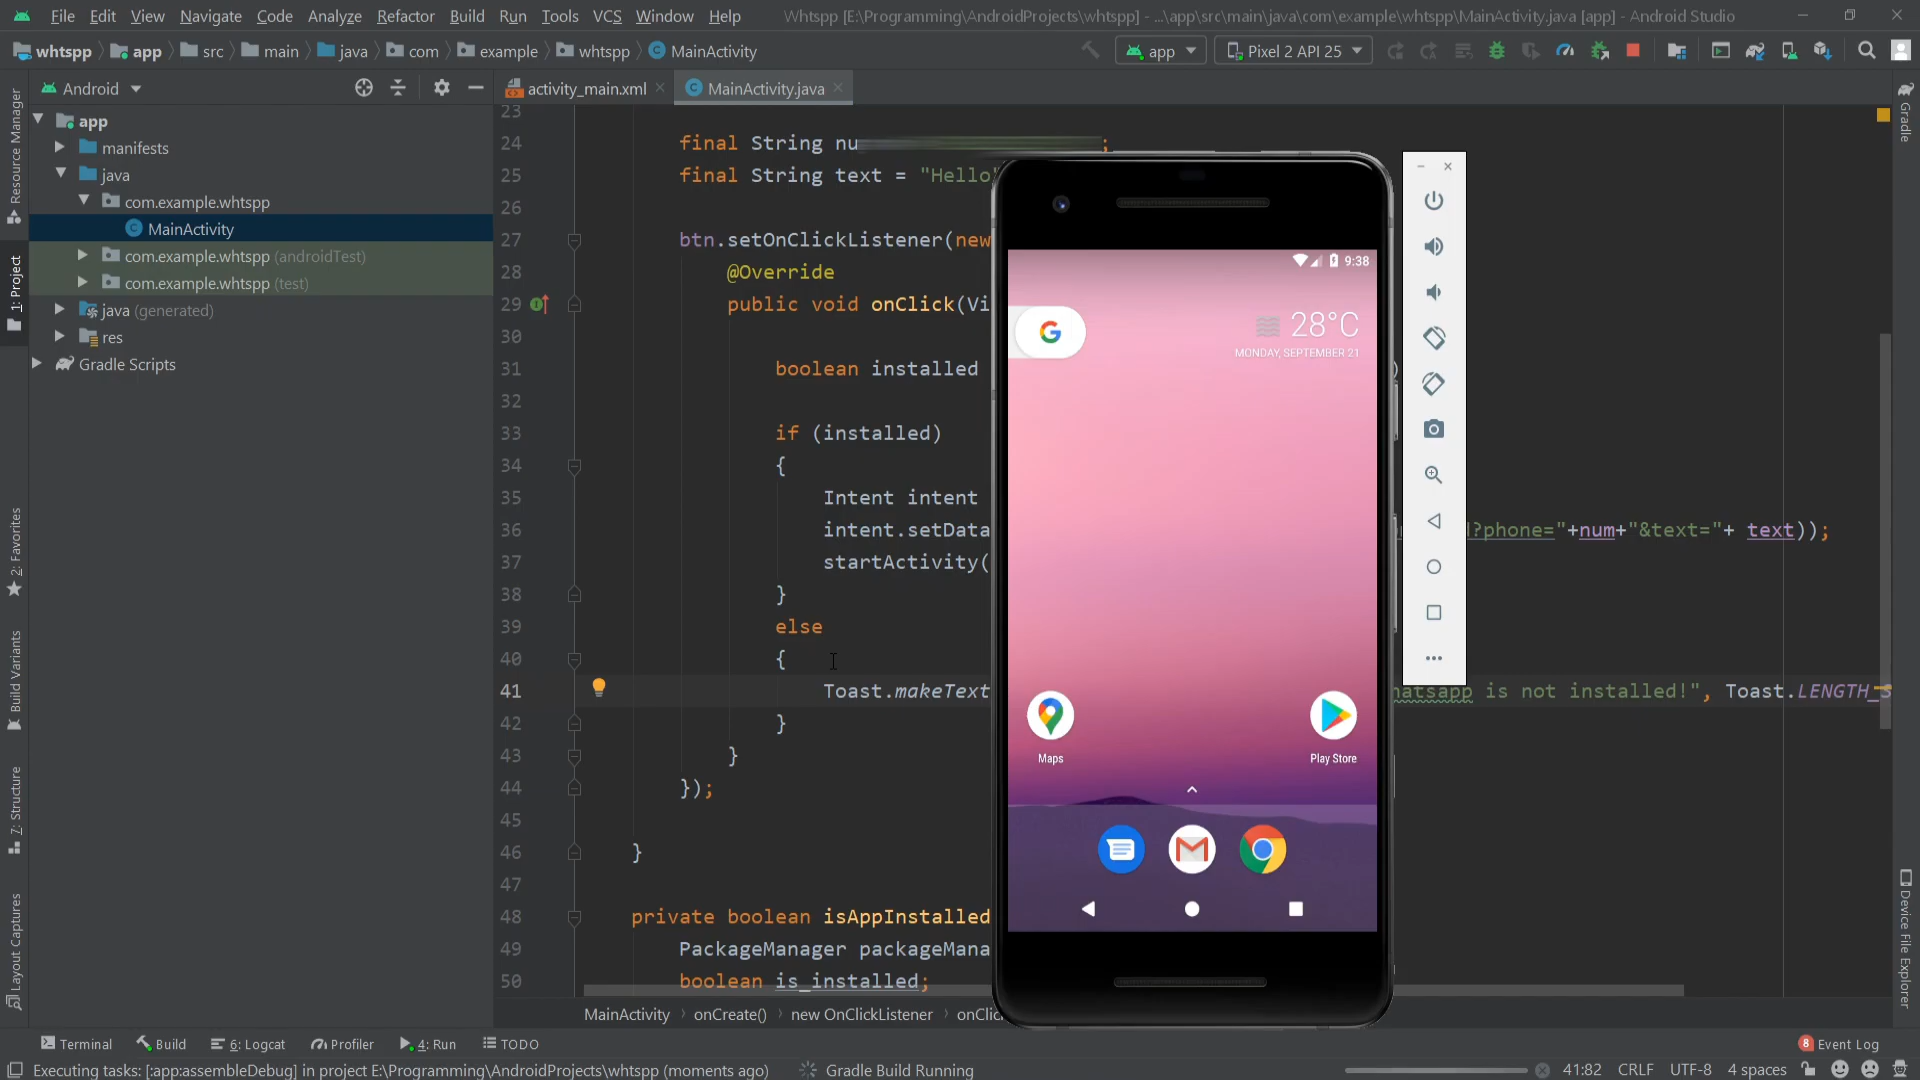 File Edit View Navigate Code Analyze Refactor Build Run Tools VCS Window Help Whtspp [E:\Programming\AndroidProjects\whtspp] - ...\app\src\main\java\com\example\whtspp\MainActivity.java [app] - Android Studio
whtspp app src main java com example whtspp MainActivity app Pixel 2 API 25
Android
activity_main.xml
MainActivity.java
app
manifests
java
com.example.whtspp
MainActivity
com.example.whtspp (androidTest)
com.example.whtspp (test)
java (generated)
res
Gradle Scripts
Resource Manager
1: Project
2: Favorites
Build Variants
7: Structure
Layout Captures
23
24 final String nu ;
25 final String text = "Hello"
26
27 btn.setOnClickListener(new
28 @Override
29 public void onClick(Vi
30
31 boolean installed
32
33 if (installed)
34 {
35 Intent intent
36 intent.setData ?phone="+num+"&text="+ text));
37 startActivity(
38 }
39 else
40 {
41 Toast.makeText hatsapp is not installed!", Toast.LENGTH_S
42 }
43 }
44 });
45
46 }
47
48 private boolean isAppInstalled
49 PackageManager packageMana
50 boolean is_installed;
9:38
28°C
MONDAY, SEPTEMBER 21
Maps
Play Store
Gradle
Device File Explorer
MainActivity onCreate() new OnClickListener onClic
Terminal Build 6: Logcat Profiler 4: Run TODO 8 Event Log
Executing tasks: [:app:assembleDebug] in project E:\Programming\AndroidProjects\whtspp (moments ago) Gradle Build Running 41:82 CRLF UTF-8 4 spaces